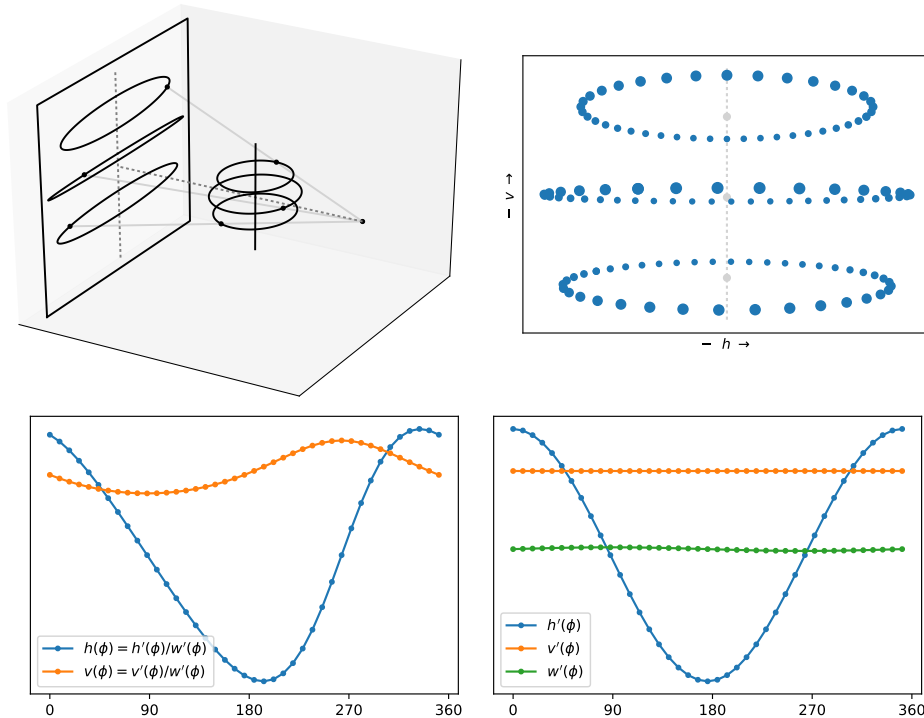 – v →
– h →
h(ϕ) = h′(ϕ)/w′(ϕ)
v(ϕ) = v′(ϕ)/w′(ϕ)
0 90 180 270 360
h′(ϕ)
v′(ϕ)
w′(ϕ)
0 90 180 270 360